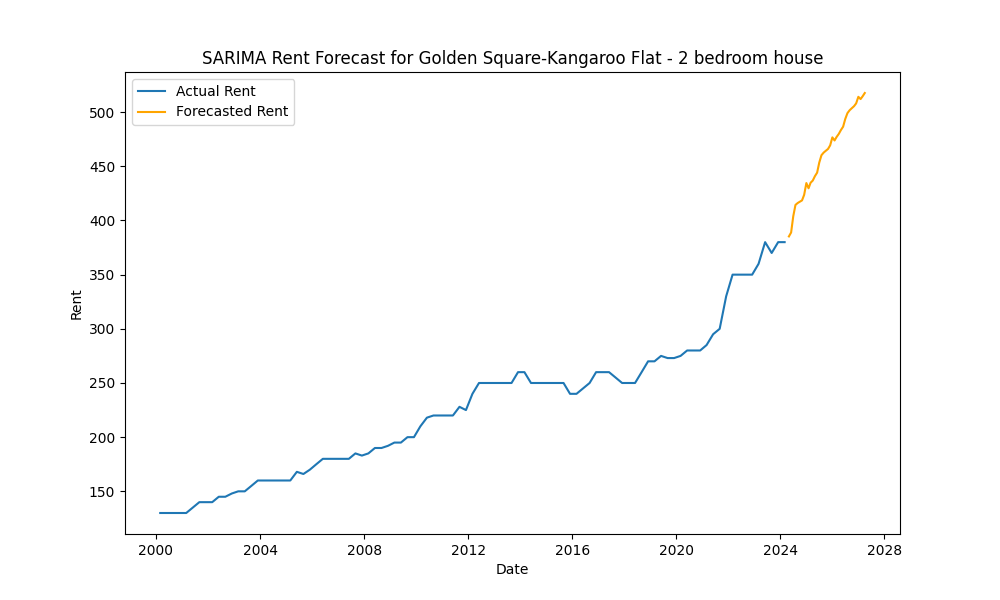 SARIMA Rent Forecast for Golden Square-Kangaroo Flat - 2 bedroom house
Actual Rent
Forecasted Rent
500
450
400
350
300
250
200
150
Rent
2000 2004 2008 2012 2016 2020 2024 2028
Date